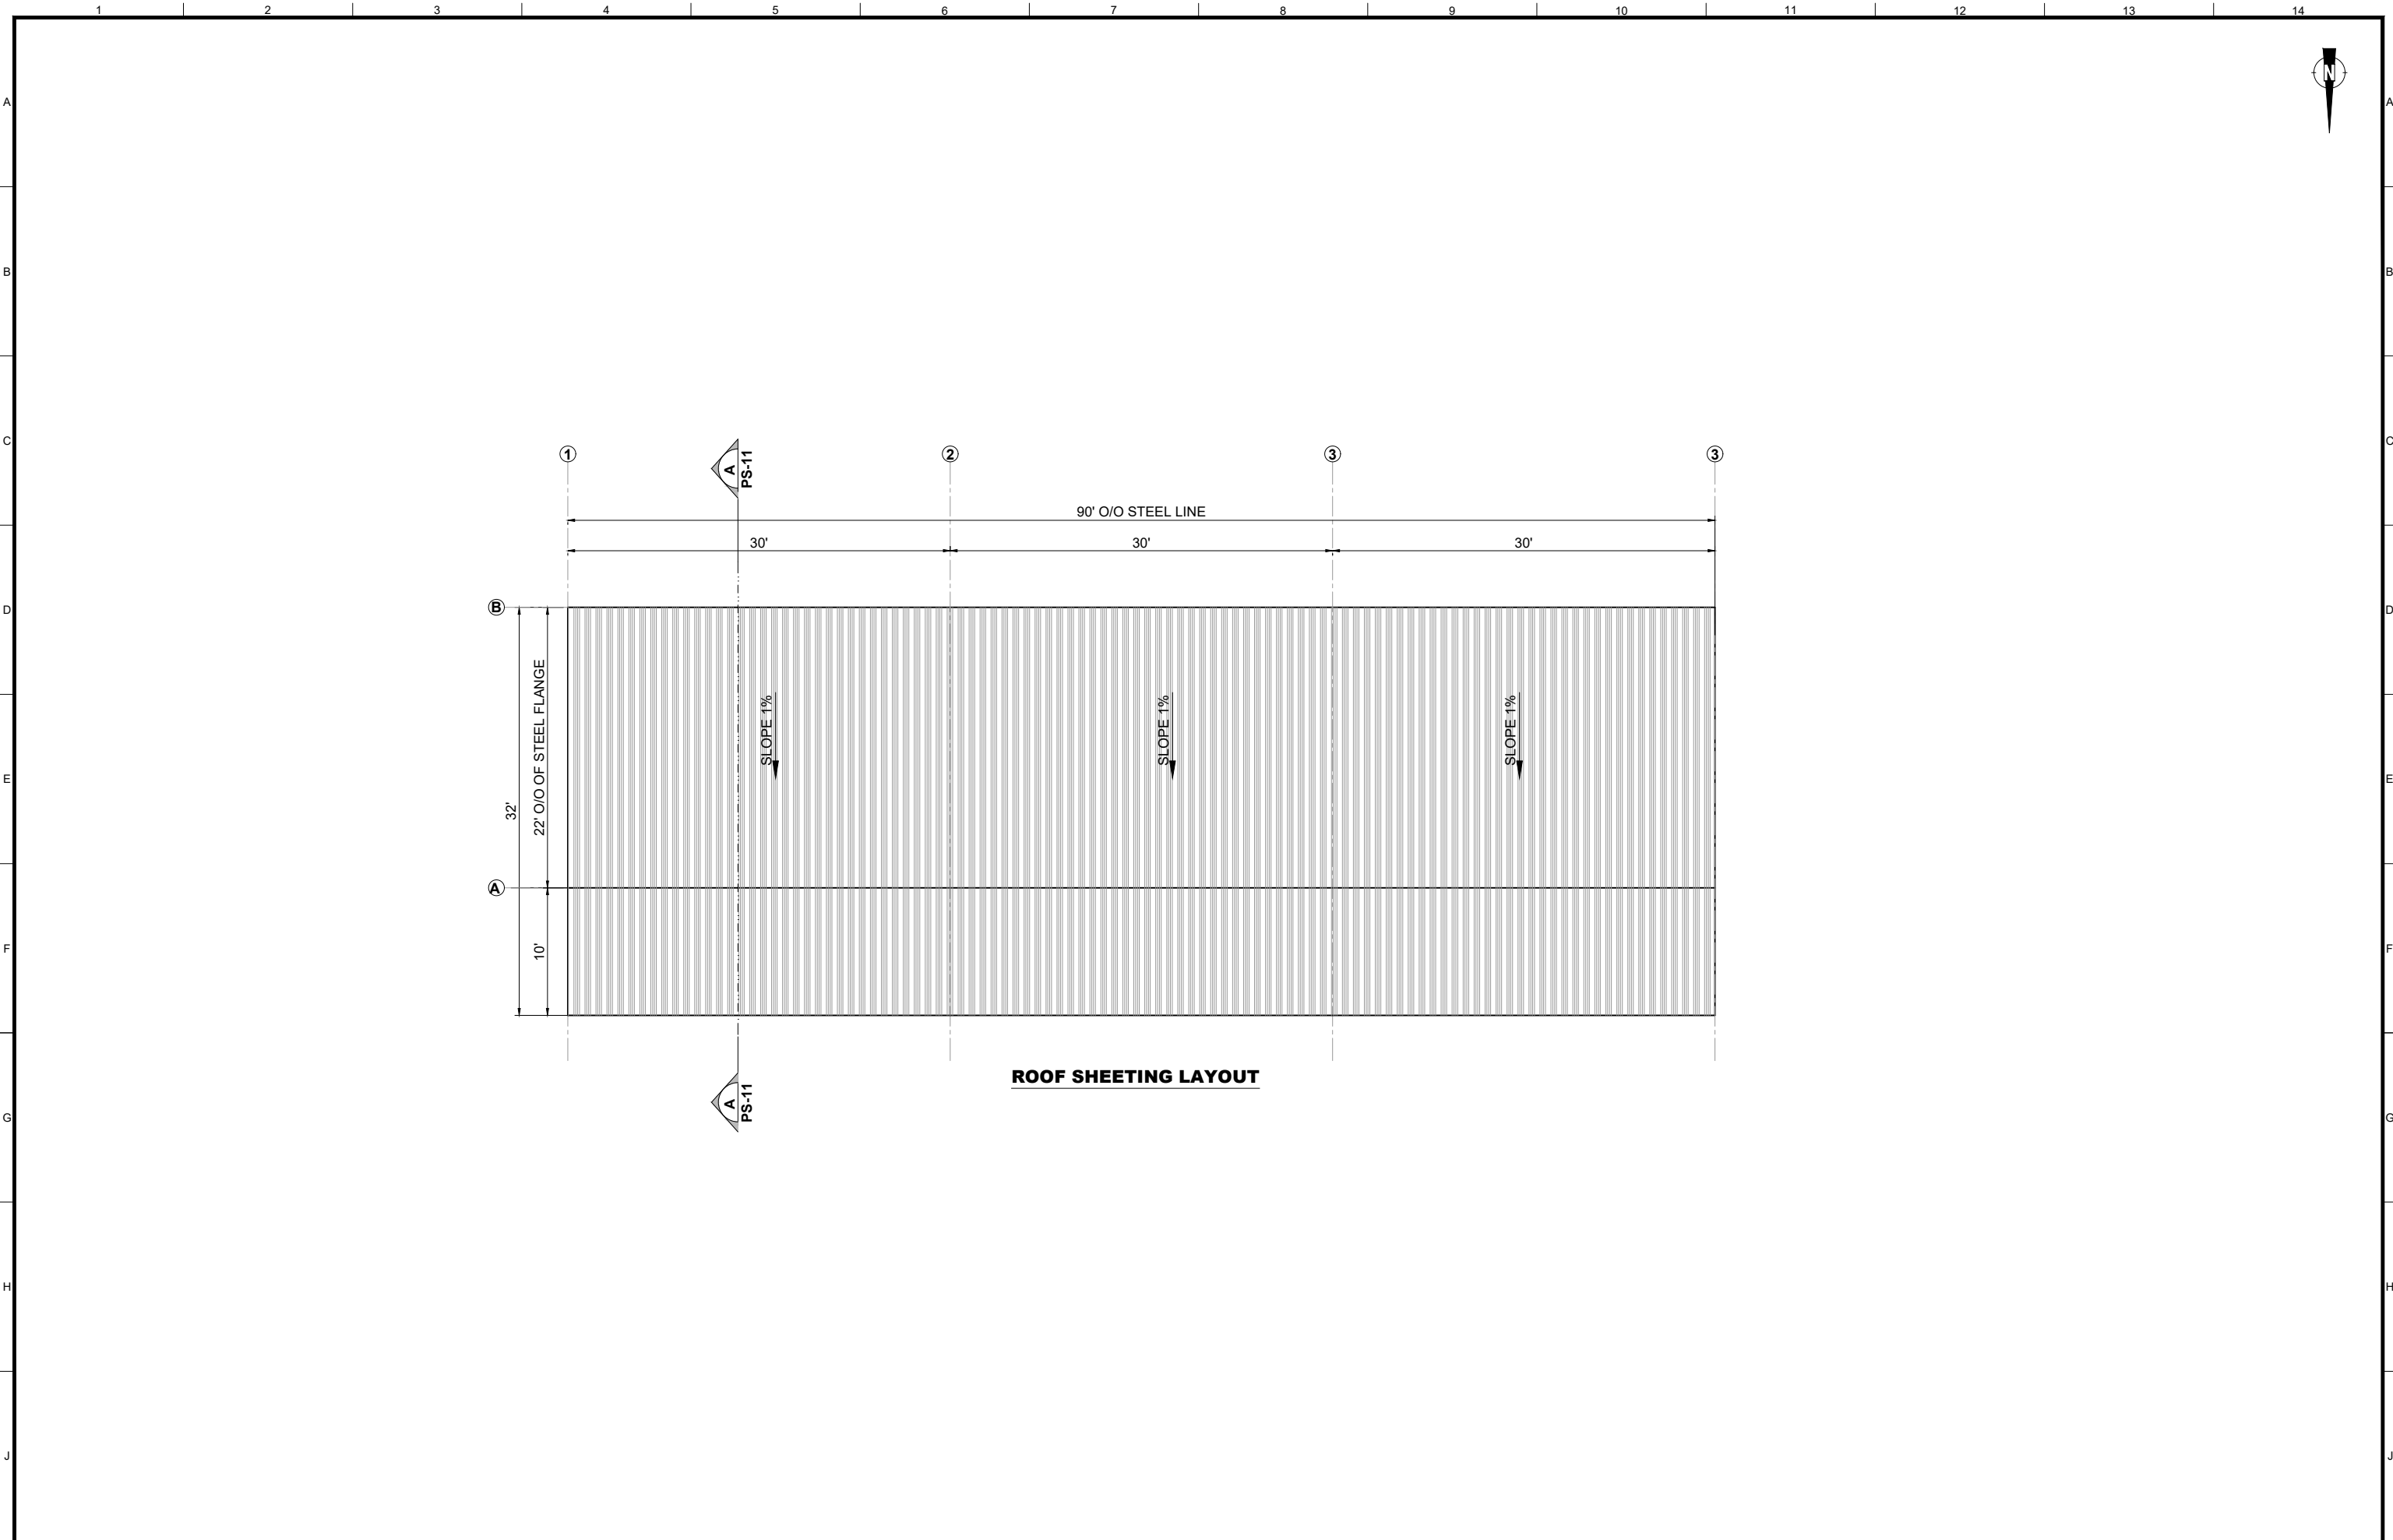 1 2 3 4 5 6 7 8 9 10 11 12 13 14
N
A A
B B
C C
1 A PS-11 2 3 3
90' O/O STEEL LINE
30' 30' 30'
D B D
22' O/O OF STEEL FLANGE
SLOPE 1% SLOPE 1% SLOPE 1%
E E
32'
A
F 10' F
ROOF SHEETING LAYOUT
A PS-11
G G
H H
J J